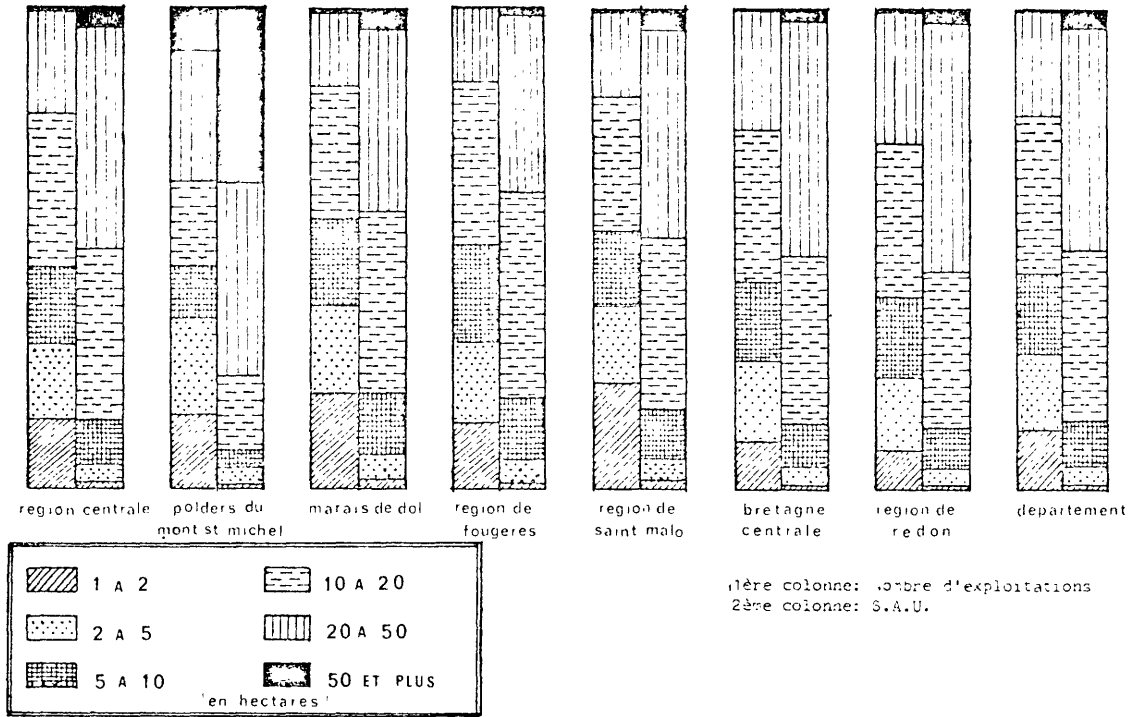 region centrale
polders du
mont st michel
marais de dol
region de
fougeres
region de
saint malo
bretagne
centrale
region de
redon
departement
1 A 2
2 A 5
5 A 10
10 A 20
20 A 50
50 ET PLUS
'en hectares'
1ère colonne: nombre d'exploitations
2ème colonne: S.A.U.